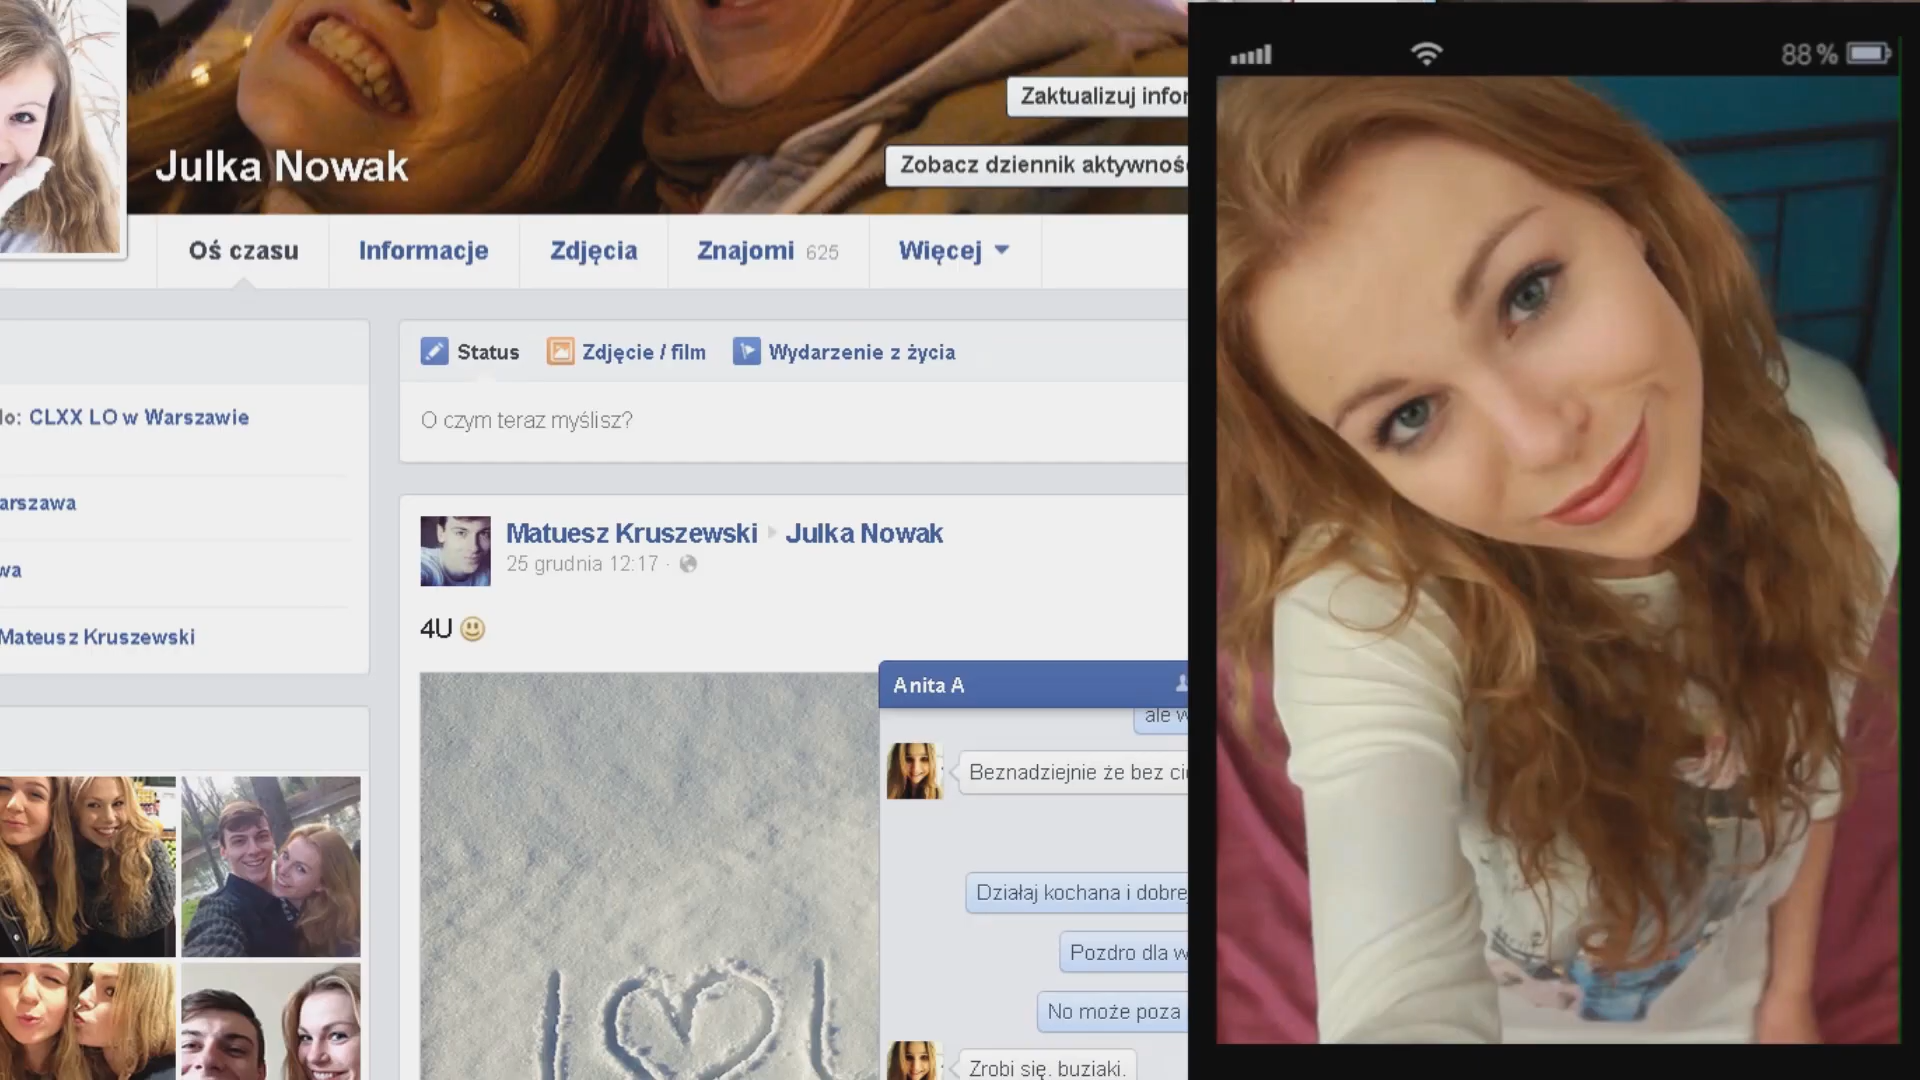 88 %
Zaktualizuj infor
Julka Nowak
Zobacz dziennik aktywnoś
Oś czasu
Informacje
Zdjęcia
Znajomi 625
Więcej
Status
Zdjęcie / film
Wydarzenie z życia
lo: CLXX LO w Warszawie
O czym teraz myślisz?
arszawa
Matuesz Kruszewski
Julka Nowak
25 grudnia 12:17 ·
wa
4U
Mateusz Kruszewski
Anita A
ale w
Beznadziejnie że bez ci
Działaj kochana i dobre
Pozdro dla w
No może poza
Zrobi się. buziaki.
I